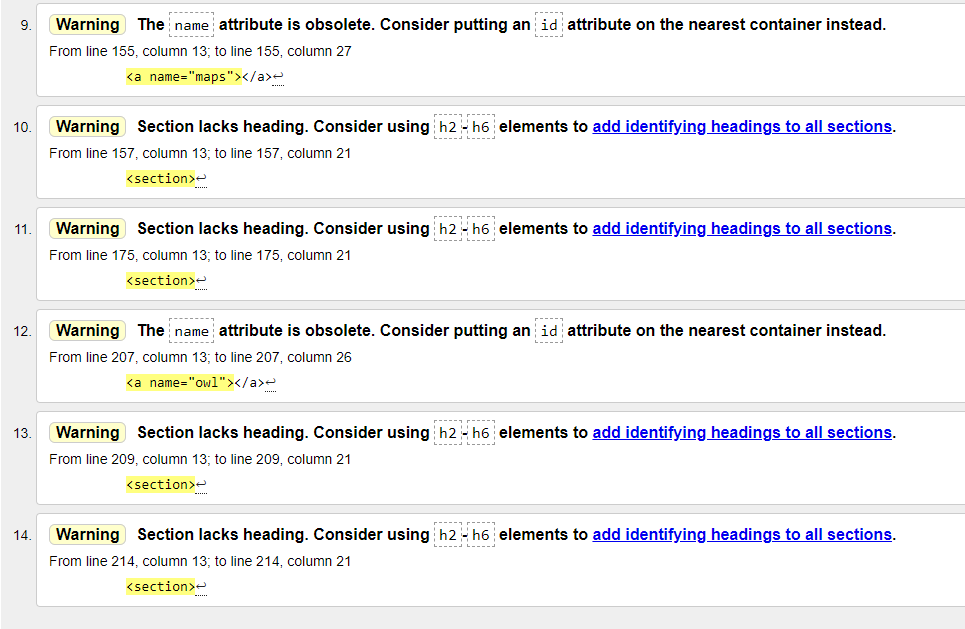 9. Warning The name attribute is obsolete. Consider putting an id attribute on the nearest container instead.
From line 155, column 13; to line 155, column 27
<a name="maps"></a>↩
10. Warning Section lacks heading. Consider using h2-h6 elements to add identifying headings to all sections.
From line 157, column 13; to line 157, column 21
<section>↩
11. Warning Section lacks heading. Consider using h2-h6 elements to add identifying headings to all sections.
From line 175, column 13; to line 175, column 21
<section>↩
12. Warning The name attribute is obsolete. Consider putting an id attribute on the nearest container instead.
From line 207, column 13; to line 207, column 26
<a name="owl"></a>↩
13. Warning Section lacks heading. Consider using h2-h6 elements to add identifying headings to all sections.
From line 209, column 13; to line 209, column 21
<section>↩
14. Warning Section lacks heading. Consider using h2-h6 elements to add identifying headings to all sections.
From line 214, column 13; to line 214, column 21
<section>↩